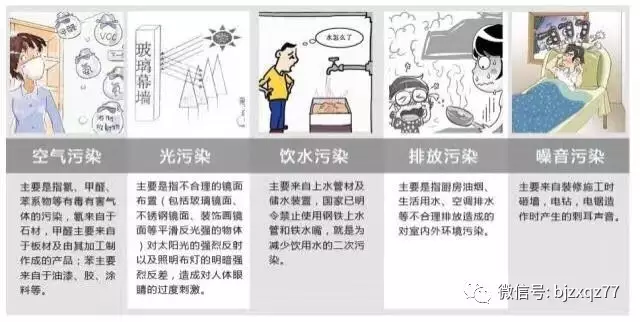 VOC
玻璃幕墙
水怎么了
空气污染
主要是指氡、甲醛、
苯系物等有毒有害气
体的污染，氡来自于
石材，甲醛主要来自
于板材及由其加工制
作成的产品；苯主要
来自于油漆、胶、涂
料等。
光污染
主要是指不合理的镜面
布置（包括玻璃镜面、
不锈钢镜面、装饰画镜
面等平滑反光强的物体
）对太阳光的强烈反射
以及照明布灯的明暗强
烈反差，造成对人体眼
睛的过度刺激。
饮水污染
主要来自上水管材及
储水装置，国家已明
令禁止使用钢铁上水
管和铁水嘴，就是为
减少饮用水的二次污
染。
排放污染
主要是指厨房油烟、
生活用水、空调排水
等不合理排放造成的
对室内外环境污染。
噪音污染
主要来自装修施工时
砸墙，电钻，电锯造
作时产生的刺耳声音。
微信号: bjzxqz77